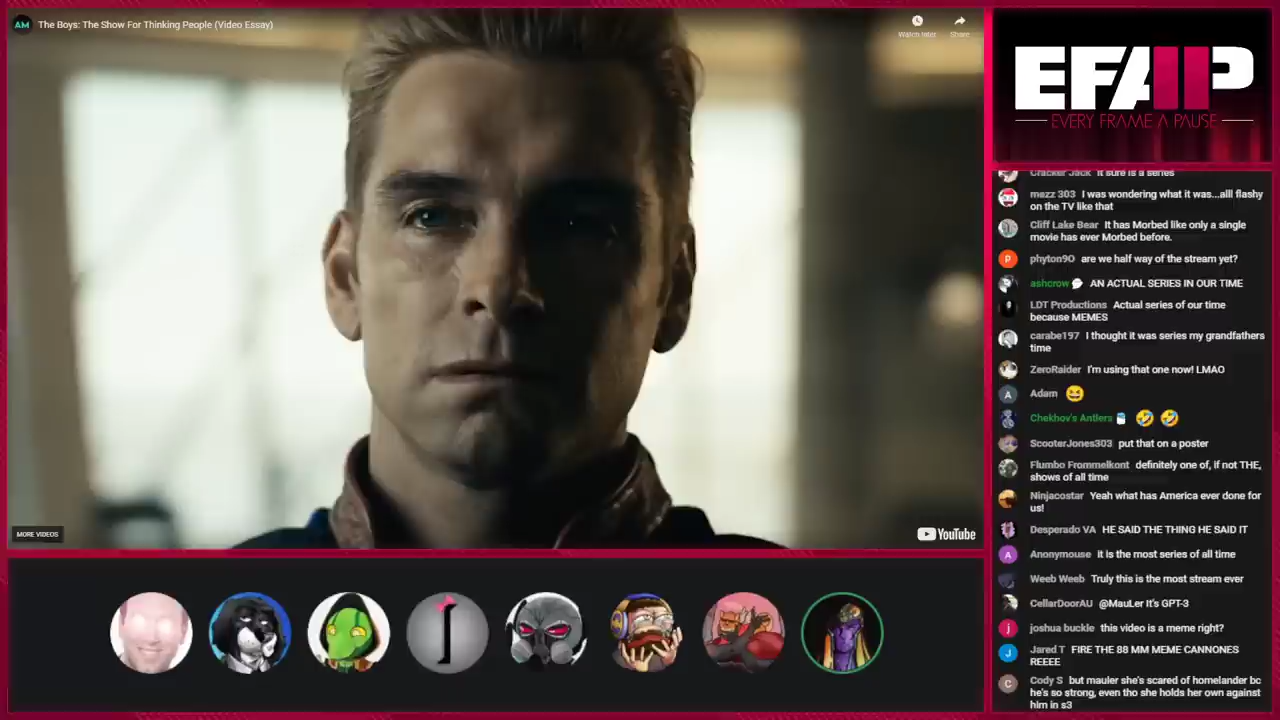 AM
The Boys: The Show For Thinking People (Video Essay)
Watch later
Share
MORE VIDEOS
YouTube
EFAP
EVERY FRAME A PAUSE
Cracker Jack It sure is a series
mezz 303 I was wondering what it was...alll flashy
on the TV like that
Cliff Lake Bear It has Morbed like only a single
movie has ever Morbed before.
P
phyton90 are we half way of the stream yet?
ashcrow AN ACTUAL SERIES IN OUR TIME
LDT Productions Actual series of our time
because MEMES
carabe197 I thought it was series my grandfathers
time
ZeroRaider I'm using that one now! LMAO
A
Adam 😆
Chekhov's Antlers 🥛 🤣 🤣
ScooterJones303 put that on a poster
Flumbo Frommelkont definitely one of, if not THE,
shows of all time
Ninjacostar Yeah what has America ever done for
us!
Desperado VA HE SAID THE THING HE SAID IT
A
Anonymouse it is the most series of all time
Weeb Weeb Truly this is the most stream ever
CellarDoorAU @MauLer It's GPT-3
j
joshua buckle this video is a meme right?
J
Jared T FIRE THE 88 MM MEME CANNONES
REEEE
C
Cody S but mauler she's scared of homelander bc
he's so strong, even tho she holds her own against
him in s3